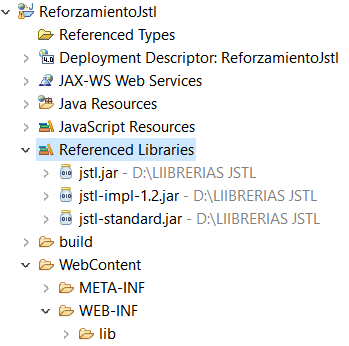 ReforzamientoJstl
Referenced Types
Deployment Descriptor: ReforzamientoJstl
JAX-WS Web Services
Java Resources
JavaScript Resources
Referenced Libraries
jstl.jar - D:\LIIBRERIAS JSTL
jstl-impl-1.2.jar - D:\LIIBRERIAS JSTL
jstl-standard.jar - D:\LIIBRERIAS JSTL
build
WebContent
META-INF
WEB-INF
lib